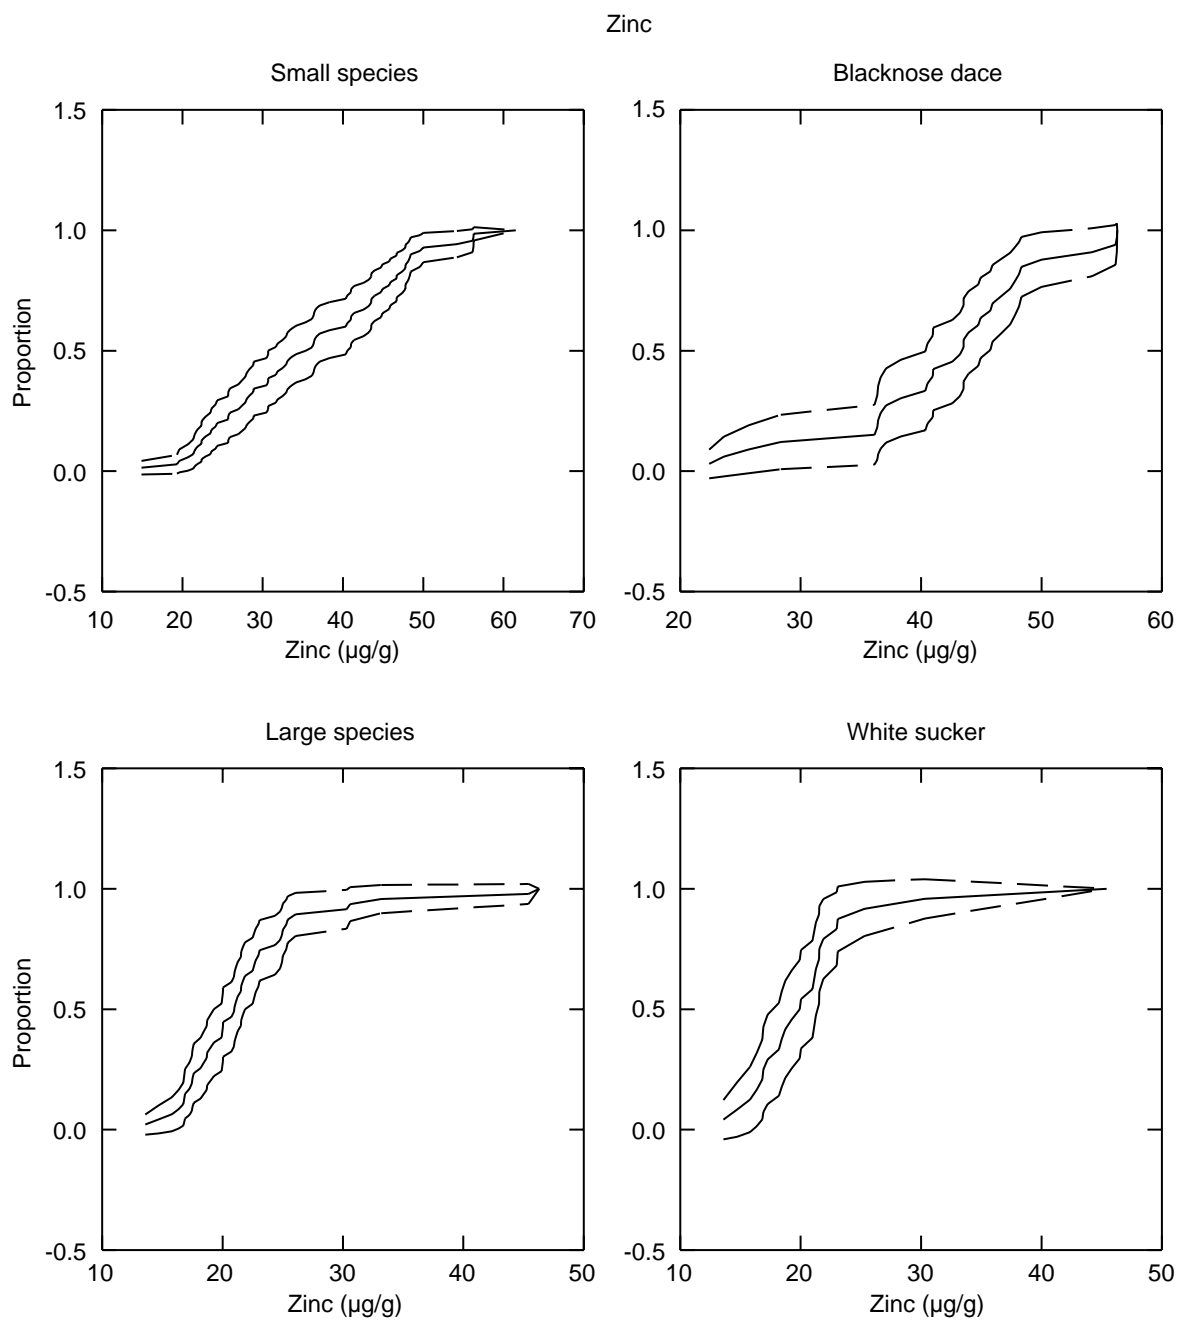 Zinc
Small species
Blacknose dace
1.5
1.0
0.5
0.0
-0.5
Proportion
10 20 30 40 50 60 70
Zinc (µg/g)
1.5
1.0
0.5
0.0
-0.5
20 30 40 50 60
Zinc (µg/g)
Large species
White sucker
1.5
1.0
0.5
0.0
-0.5
Proportion
10 20 30 40 50
Zinc (µg/g)
1.5
1.0
0.5
0.0
-0.5
10 20 30 40 50
Zinc (µg/g)